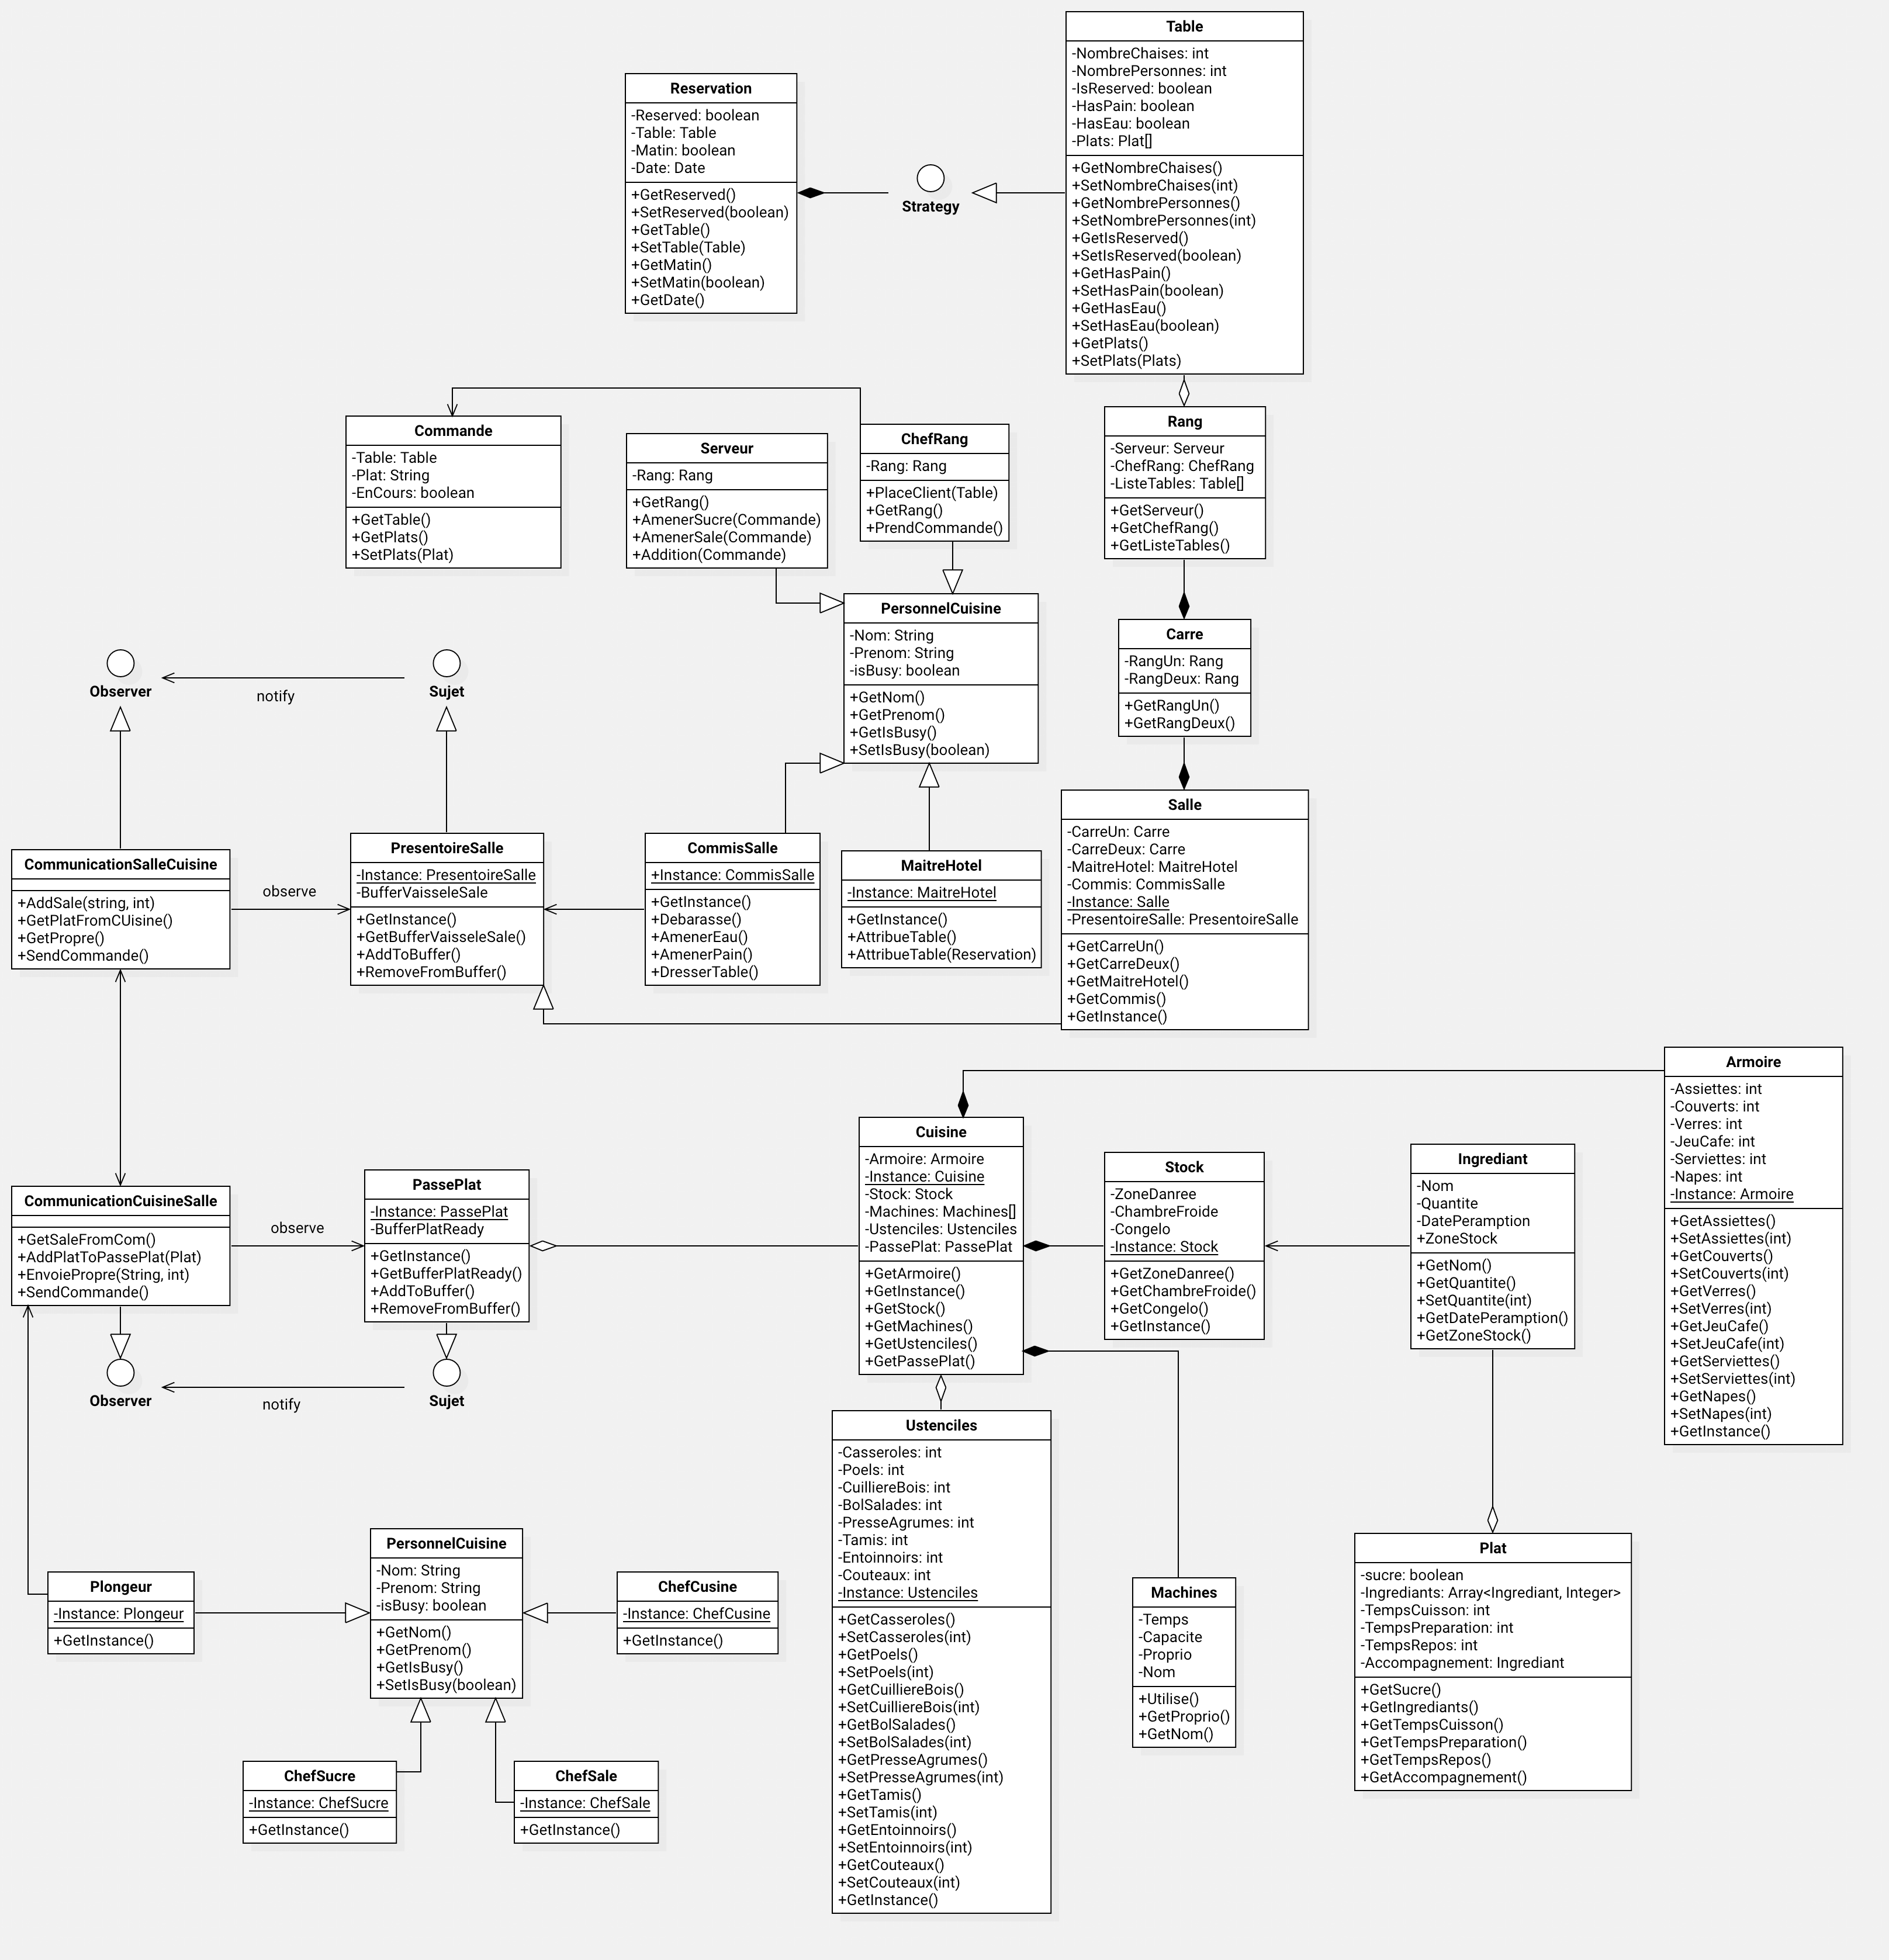 Table
-NombreChaises: int
-NombrePersonnes: int
-IsReserved: boolean
-HasPain: boolean
-HasEau: boolean
-Plats: Plat[]
+GetNombreChaises()
+SetNombreChaises(int)
+GetNombrePersonnes()
+SetNombrePersonnes(int)
+GetIsReserved()
+SetIsReserved(boolean)
+GetHasPain()
+SetHasPain(boolean)
+GetHasEau()
+SetHasEau(boolean)
+GetPlats()
+SetPlats(Plats)
Reservation
-Reserved: boolean
-Table: Table
-Matin: boolean
-Date: Date
+GetReserved()
+SetReserved(boolean)
+GetTable()
+SetTable(Table)
+GetMatin()
+SetMatin(boolean)
+GetDate()
Strategy
Commande
-Table: Table
-Plat: String
-EnCours: boolean
+GetTable()
+GetPlats()
+SetPlats(Plat)
Serveur
-Rang: Rang
+GetRang()
+AmenerSucre(Commande)
+AmenerSale(Commande)
+Addition(Commande)
ChefRang
-Rang: Rang
+PlaceClient(Table)
+GetRang()
+PrendCommande()
Rang
-Serveur: Serveur
-ChefRang: ChefRang
-ListeTables: Table[]
+GetServeur()
+GetChefRang()
+GetListeTables()
PersonnelCuisine
-Nom: String
-Prenom: String
-isBusy: boolean
+GetNom()
+GetPrenom()
+GetIsBusy()
+SetIsBusy(boolean)
Carre
-RangUn: Rang
-RangDeux: Rang
+GetRangUn()
+GetRangDeux()
Observer
notify
Sujet
CommunicationSalleCuisine
+AddSale(string, int)
+GetPlatFromCUisine()
+GetPropre()
+SendCommande()
observe
PresentoireSalle
-Instance: PresentoireSalle
-BufferVaisseleSale
+GetInstance()
+GetBufferVaisseleSale()
+AddToBuffer()
+RemoveFromBuffer()
CommisSalle
+Instance: CommisSalle
+GetInstance()
+Debarasse()
+AmenerEau()
+AmenerPain()
+DresserTable()
MaitreHotel
-Instance: MaitreHotel
+GetInstance()
+AttribueTable()
+AttribueTable(Reservation)
Salle
-CarreUn: Carre
-CarreDeux: Carre
-MaitreHotel: MaitreHotel
-Commis: CommisSalle
-Instance: Salle
-PresentoireSalle: PresentoireSalle
+GetCarreUn()
+GetCarreDeux()
+GetMaitreHotel()
+GetCommis()
+GetInstance()
Armoire
-Assiettes: int
-Couverts: int
-Verres: int
-JeuCafe: int
-Serviettes: int
-Napes: int
-Instance: Armoire
+GetAssiettes()
+SetAssiettes(int)
+GetCouverts()
+SetCouverts(int)
+GetVerres()
+SetVerres(int)
+GetJeuCafe()
+SetJeuCafe(int)
+GetServiettes()
+SetServiettes(int)
+GetNapes()
+SetNapes(int)
+GetInstance()
CommunicationCuisineSalle
+GetSaleFromCom()
+AddPlatToPassePlat(Plat)
+EnvoiePropre(String, int)
+SendCommande()
observe
PassePlat
-Instance: PassePlat
-BufferPlatReady
+GetInstance()
+GetBufferPlatReady()
+AddToBuffer()
+RemoveFromBuffer()
Cuisine
-Armoire: Armoire
-Instance: Cuisine
-Stock: Stock
-Machines: Machines[]
-Ustenciles: Ustenciles
-PassePlat: PassePlat
+GetArmoire()
+GetInstance()
+GetStock()
+GetMachines()
+GetUstenciles()
+GetPassePlat()
Stock
-ZoneDanree
-ChambreFroide
-Congelo
-Instance: Stock
+GetZoneDanree()
+GetChambreFroide()
+GetCongelo()
+GetInstance()
Ingrediant
-Nom
-Quantite
-DatePeramption
+ZoneStock
+GetNom()
+GetQuantite()
+SetQuantite(int)
+GetDatePeramption()
+GetZoneStock()
Observer
notify
Sujet
Ustenciles
-Casseroles: int
-Poels: int
-CuilliereBois: int
-BolSalades: int
-PresseAgrumes: int
-Tamis: int
-Entoinnoirs: int
-Couteaux: int
-Instance: Ustenciles
+GetCasseroles()
+SetCasseroles(int)
+GetPoels()
+SetPoels(int)
+GetCuilliereBois()
+SetCuilliereBois(int)
+GetBolSalades()
+SetBolSalades(int)
+GetPresseAgrumes()
+SetPresseAgrumes(int)
+GetTamis()
+SetTamis(int)
+GetEntoinnoirs()
+SetEntoinnoirs(int)
+GetCouteaux()
+SetCouteaux(int)
+GetInstance()
Plongeur
-Instance: Plongeur
+GetInstance()
PersonnelCuisine
-Nom: String
-Prenom: String
-isBusy: boolean
+GetNom()
+GetPrenom()
+GetIsBusy()
+SetIsBusy(boolean)
ChefCusine
-Instance: ChefCusine
+GetInstance()
Machines
-Temps
-Capacite
-Proprio
-Nom
+Utilise()
+GetProprio()
+GetNom()
Plat
-sucre: boolean
-Ingrediants: Array<Ingrediant, Integer>
-TempsCuisson: int
-TempsPreparation: int
-TempsRepos: int
-Accompagnement: Ingrediant
+GetSucre()
+GetIngrediants()
+GetTempsCuisson()
+GetTempsPreparation()
+GetTempsRepos()
+GetAccompagnement()
ChefSucre
-Instance: ChefSucre
+GetInstance()
ChefSale
-Instance: ChefSale
+GetInstance()